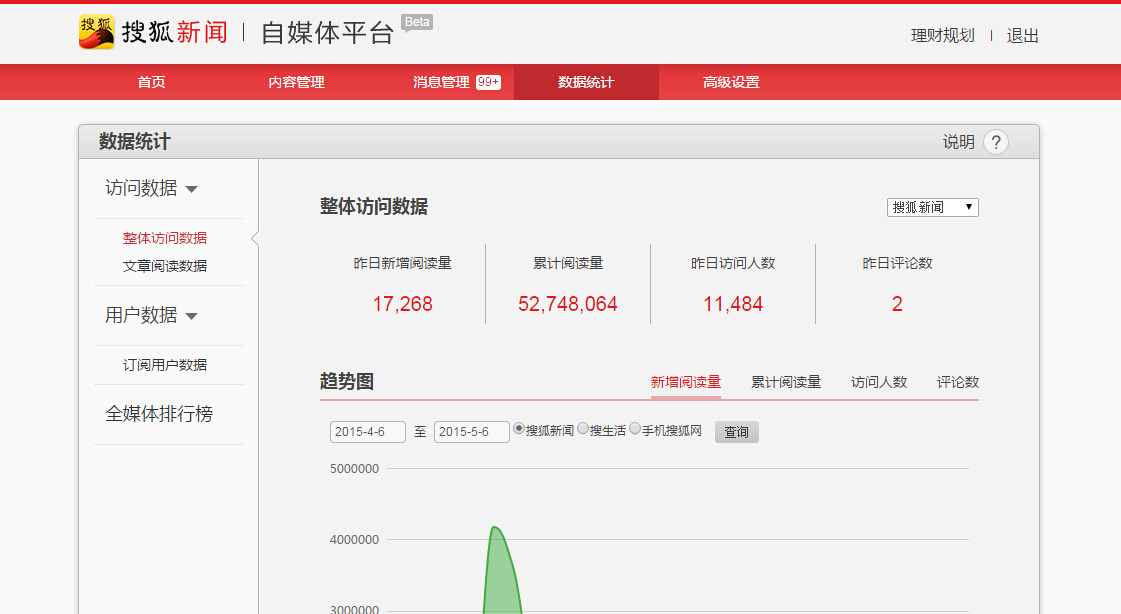 搜狐 搜狐新闻 | 自媒体平台 Beta
理财规划 | 退出
首页 内容管理 消息管理 99+ 数据统计 高级设置
数据统计 说明 ?
访问数据
整体访问数据
文章阅读数据
用户数据
订阅用户数据
全媒体排行榜
整体访问数据 搜狐新闻
昨日新增阅读量 累计阅读量 昨日访问人数 昨日评论数
17,268 52,748,064 11,484 2
趋势图 新增阅读量 累计阅读量 访问人数 评论数
2015-4-6 至 2015-5-6 搜狐新闻 搜生活 手机搜狐网 查询
5000000
4000000
3000000